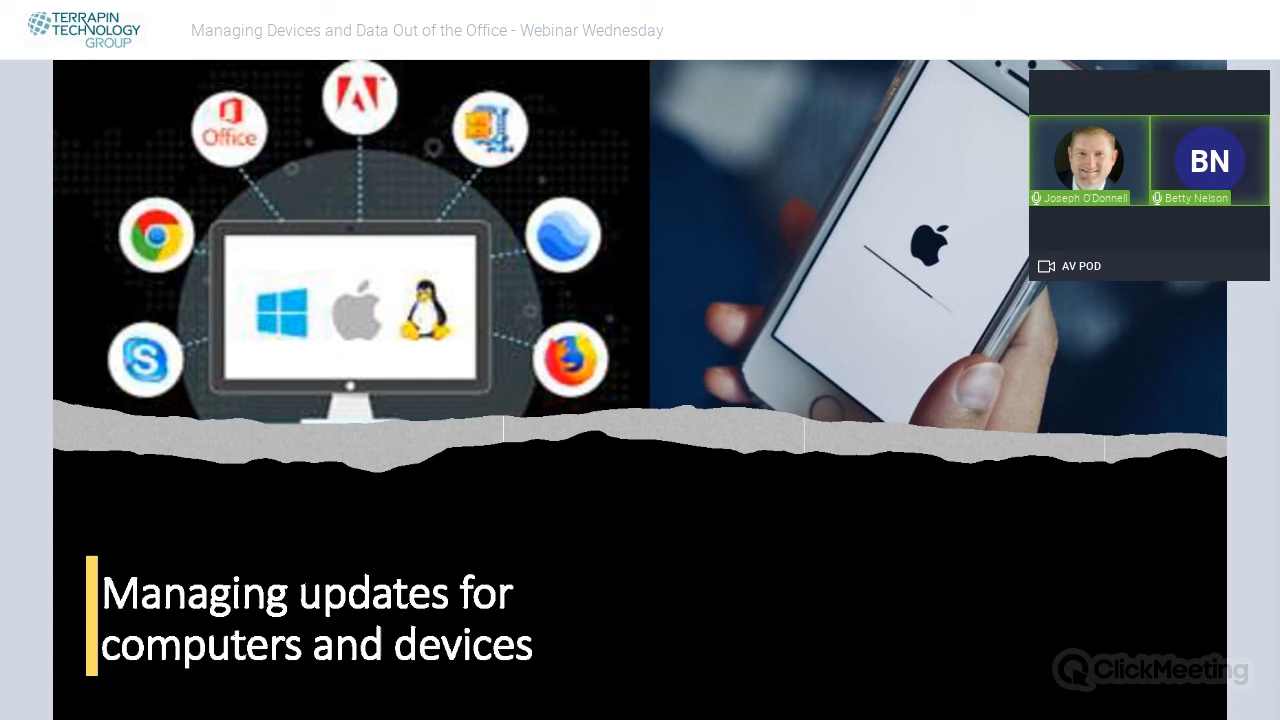 TERRAPIN
TECHNOLOGY
GROUP
Managing Devices and Data Out of the Office - Webinar Wednesday
Office
S
BN
Joseph O'Donnell
Betty Nelson
AV POD
Managing updates for
computers and devices
ClickMeeting